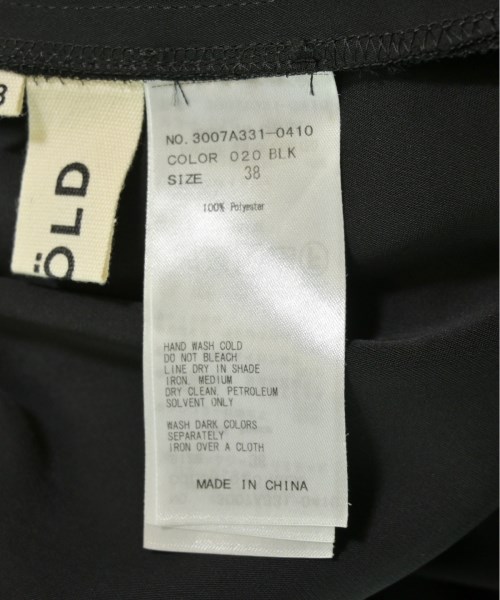 8
ÖLD
NO. 3007A331-0410
COLOR 020 BLK
SIZE 38
100% Polyester
HAND WASH COLD
DO NOT BLEACH
LINE DRY IN SHADE
IRON, MEDIUM
DRY CLEAN, PETROLEUM
SOLVENT ONLY
WASH DARK COLORS
SEPARATELY
IRON OVER A CLOTH
MADE IN CHINA